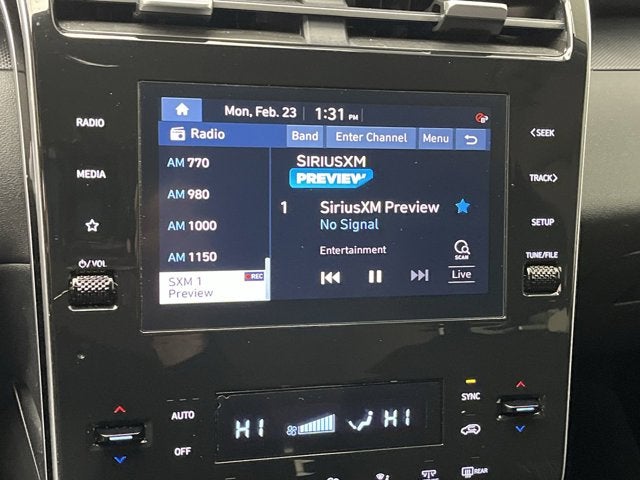 Mon, Feb. 23 1:31 PM
RADIO
MEDIA
VOL
Radio
Band
Enter Channel
Menu
AM 770
AM 980
AM 1000
AM 1150
SXM 1 REC
Preview
SIRIUSXM
PREVIEW
1 SiriusXM Preview
No Signal
Entertainment
SCAN
Live
<SEEK
TRACK>
SETUP
TUNE/FILE
AUTO
OFF
HI
HI
SYNC
REAR